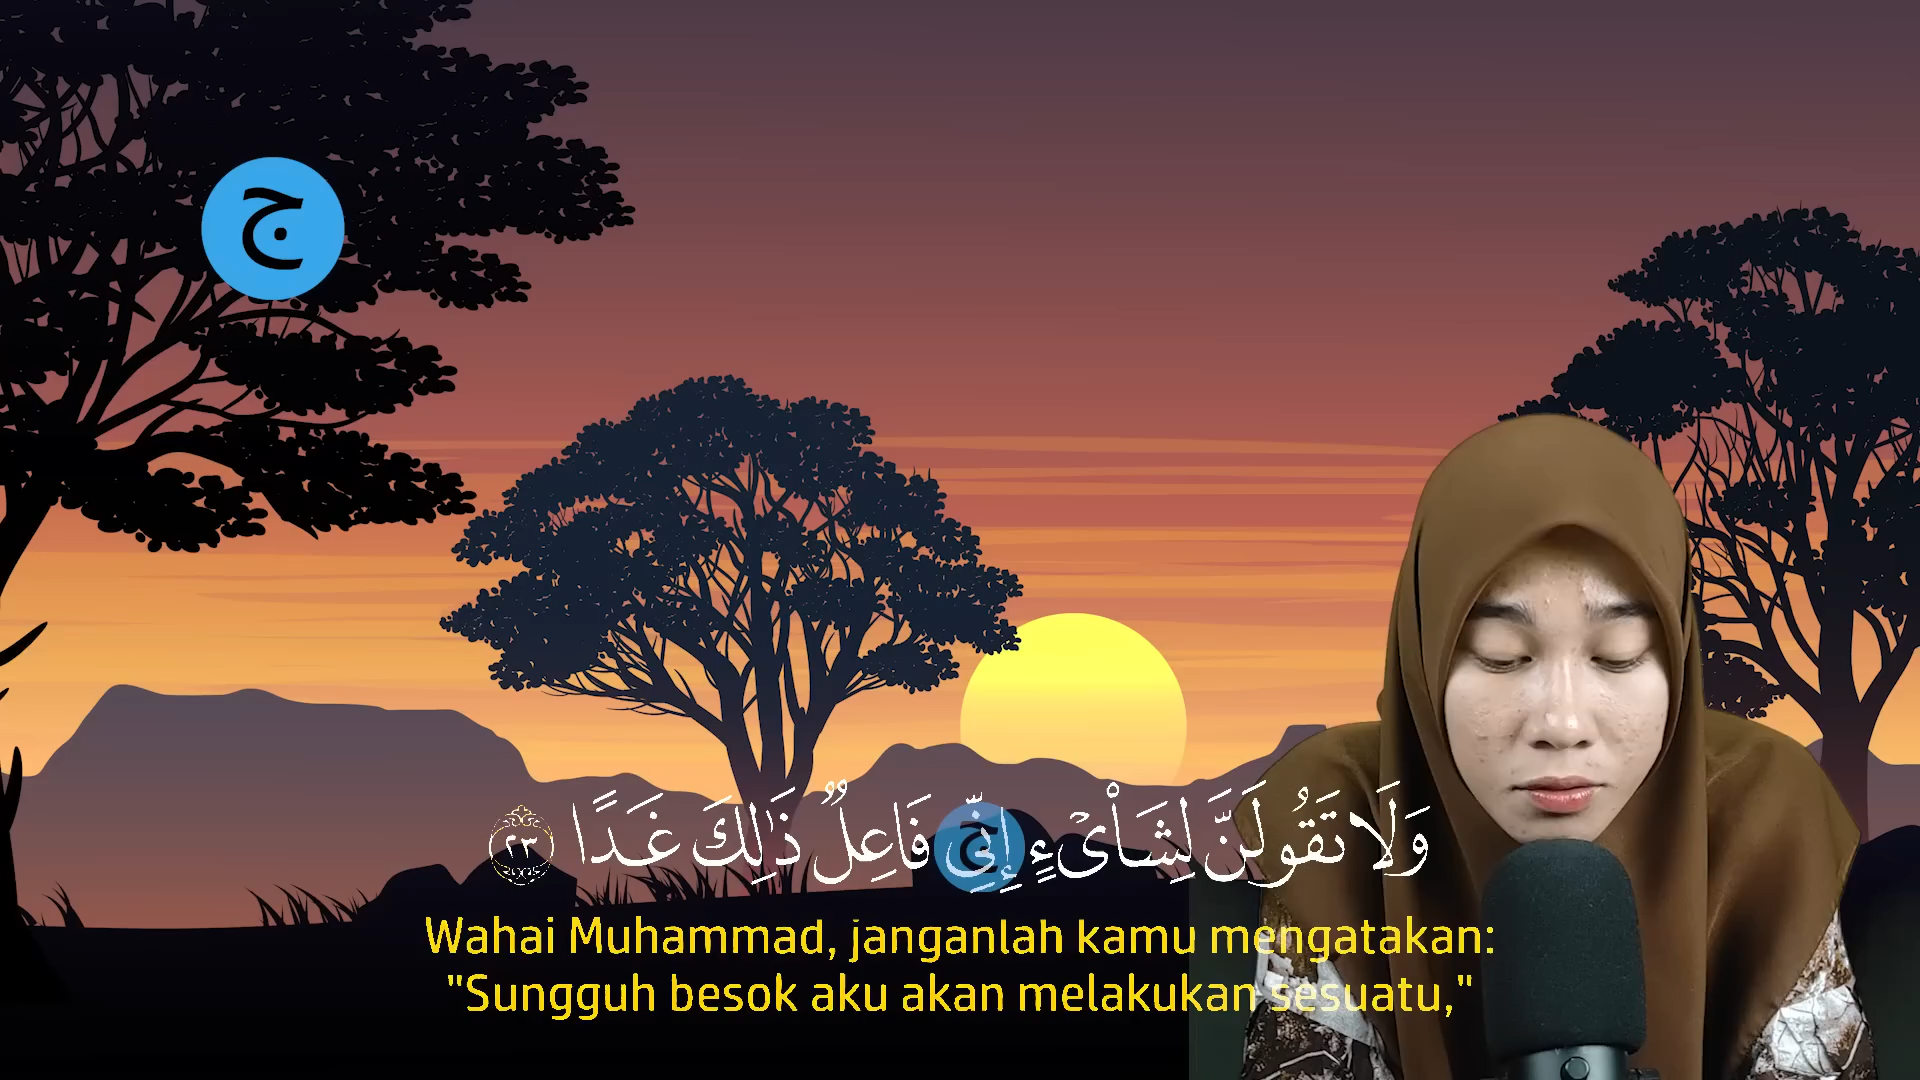 ج
وَلَا تَقُولَنَّ لِشَا۟ىْءٍ إِنِّى فَاعِلٌ ذَٰلِكَ غَدًا ٢٣
ج
Wahai Muhammad, janganlah kamu mengatakan:
"Sungguh besok aku akan melakukan sesuatu,"